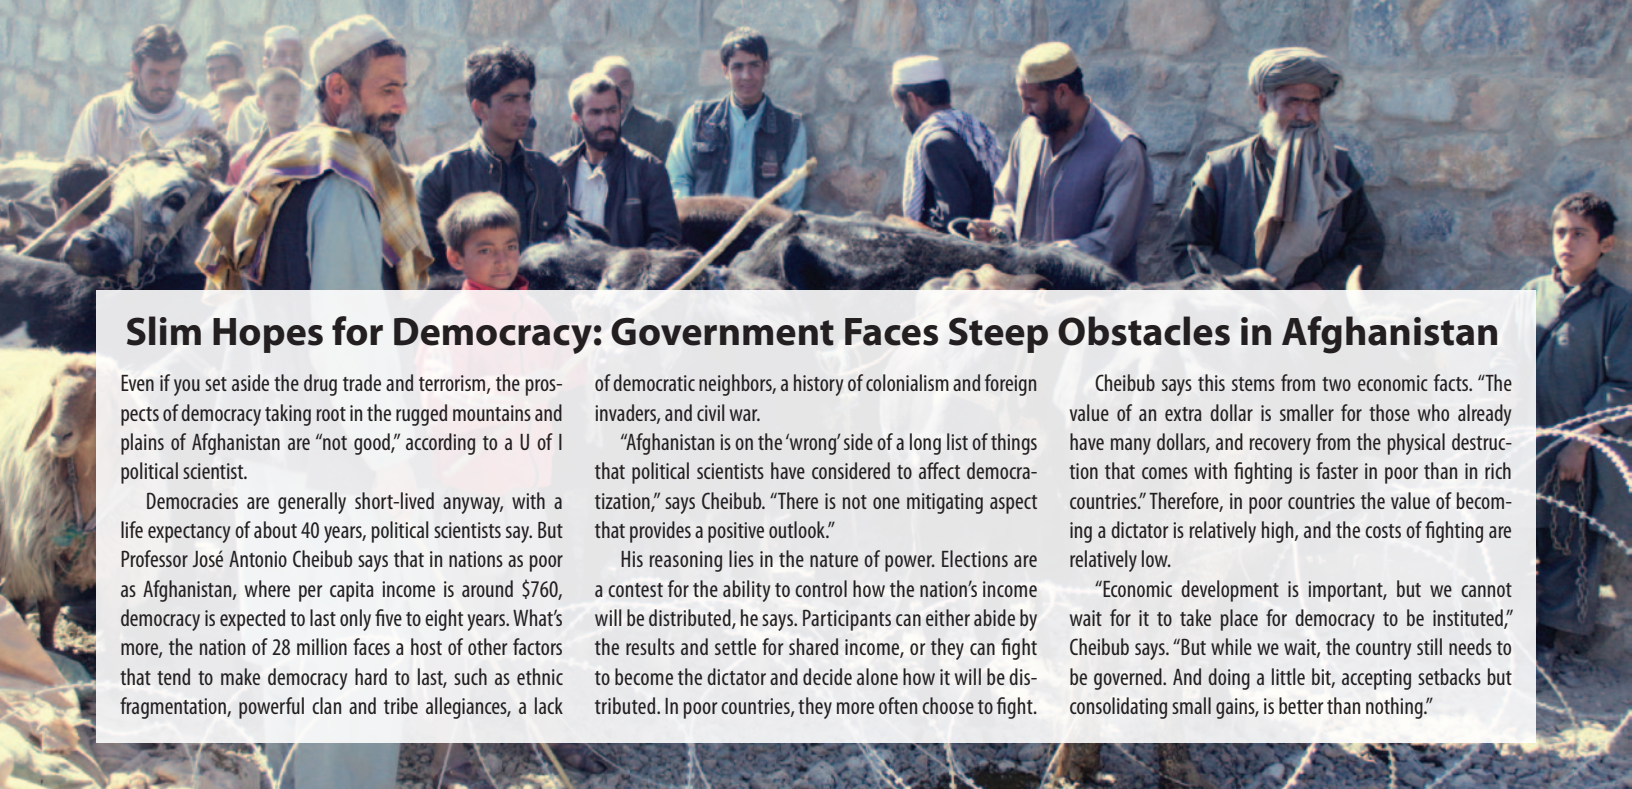 Slim Hopes for Democracy: Government Faces Steep Obstacles in Afghanistan
Even if you set aside the drug trade and terrorism, the pros-
pects of democracy taking root in the rugged mountains and
plains of Afghanistan are “not good,” according to a U of I
political scientist.
Democracies are generally short-lived anyway, with a
life expectancy of about 40 years, political scientists say. But
Professor José Antonio Cheibub says that in nations as poor
as Afghanistan, where per capita income is around $760,
democracy is expected to last only five to eight years. What’s
more, the nation of 28 million faces a host of other factors
that tend to make democracy hard to last, such as ethnic
fragmentation, powerful clan and tribe allegiances, a lack
of democratic neighbors, a history of colonialism and foreign
invaders, and civil war.
“Afghanistan is on the ‘wrong’ side of a long list of things
that political scientists have considered to affect democra-
tization,” says Cheibub. “There is not one mitigating aspect
that provides a positive outlook.”
His reasoning lies in the nature of power. Elections are
a contest for the ability to control how the nation’s income
will be distributed, he says. Participants can either abide by
the results and settle for shared income, or they can fight
to become the dictator and decide alone how it will be dis-
tributed. In poor countries, they more often choose to fight.
Cheibub says this stems from two economic facts. “The
value of an extra dollar is smaller for those who already
have many dollars, and recovery from the physical destruc-
tion that comes with fighting is faster in poor than in rich
countries.” Therefore, in poor countries the value of becom-
ing a dictator is relatively high, and the costs of fighting are
relatively low.
“Economic development is important, but we cannot
wait for it to take place for democracy to be instituted,”
Cheibub says. “But while we wait, the country still needs to
be governed. And doing a little bit, accepting setbacks but
consolidating small gains, is better than nothing.”